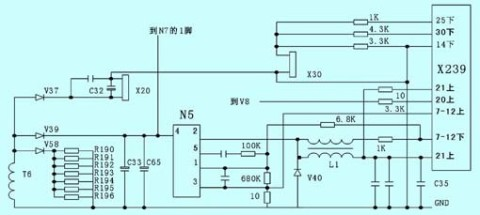 到N7的1脚
1K
25下
4.3K
30下
3.3K
14下
X239
X30
V37
C32
X20
21上
10
20上
到V8
3.3K
7-12上
N5
6.8K
V39
4
2
7-12下
V58
5
100K
1K
R190
R191
R192
R193
R194
R195
R196
C33
C65
1
L1
21上
T6
680K
V40
3
C35
10
GND